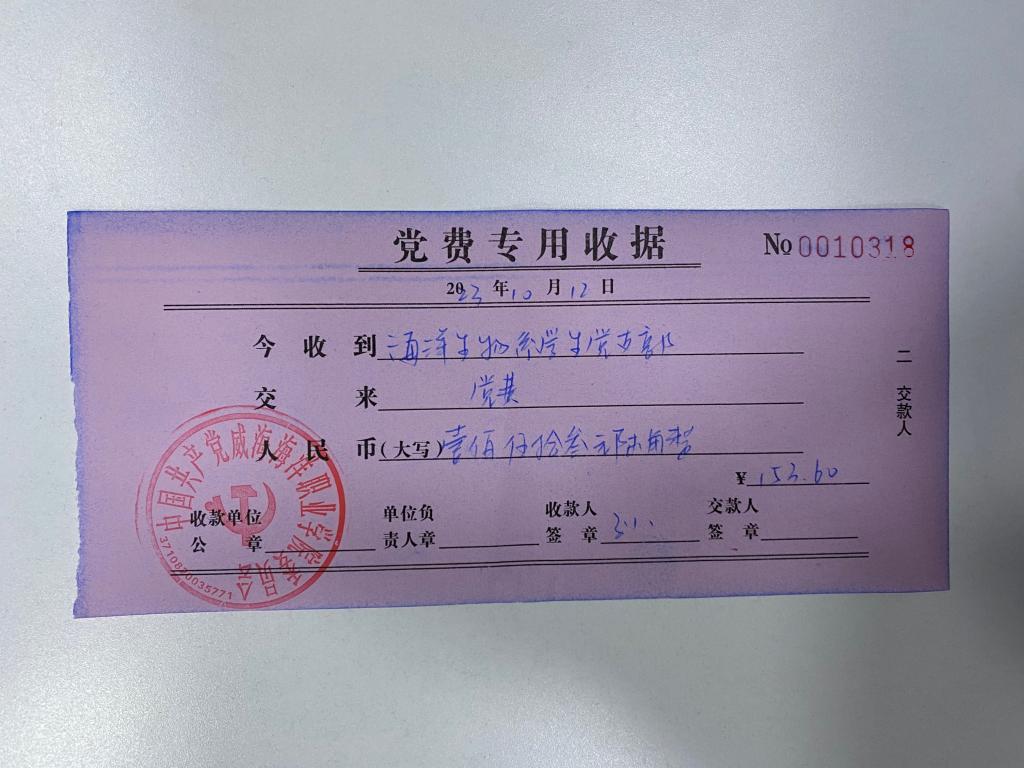 党费专用收据
No 0010318
2023年10月12日
今收到海洋生物系学生党支部
交来党费
人民币(大写)壹佰伍拾叁元陆角整
¥153.60
收款单位公章
单位负责人章
收款人签章
交款人签章
二 交款人
中国共产党威海海洋职业学院委员会
3710820035771